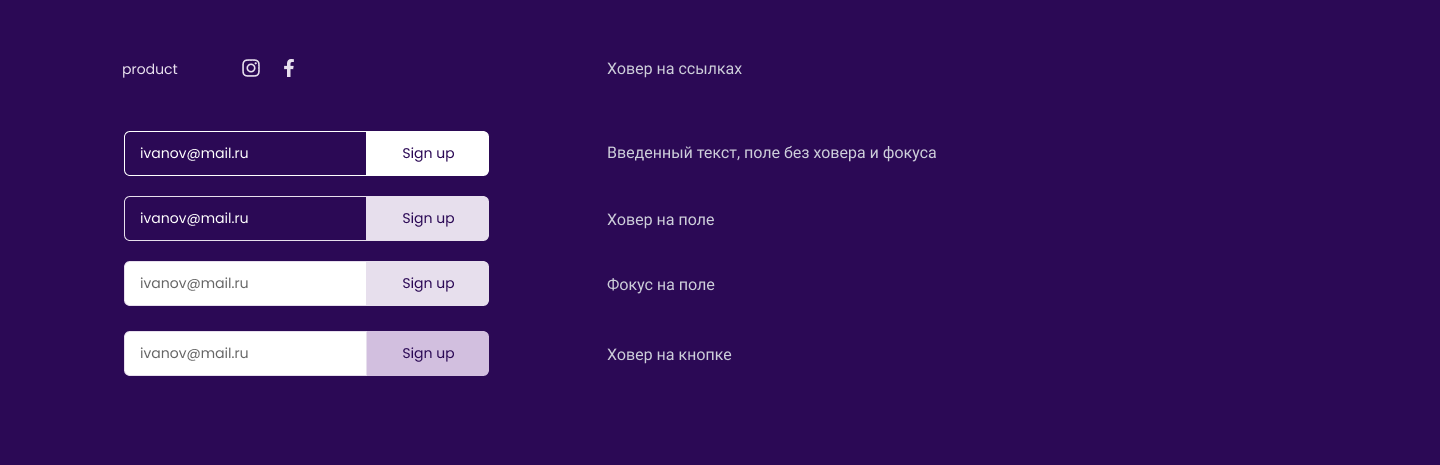 product
Ховер на ссылках
ivanov@mail.ru Sign up
Введенный текст, поле без ховера и фокуса
ivanov@mail.ru Sign up
Ховер на поле
ivanov@mail.ru Sign up
Фокус на поле
ivanov@mail.ru Sign up
Ховер на кнопке